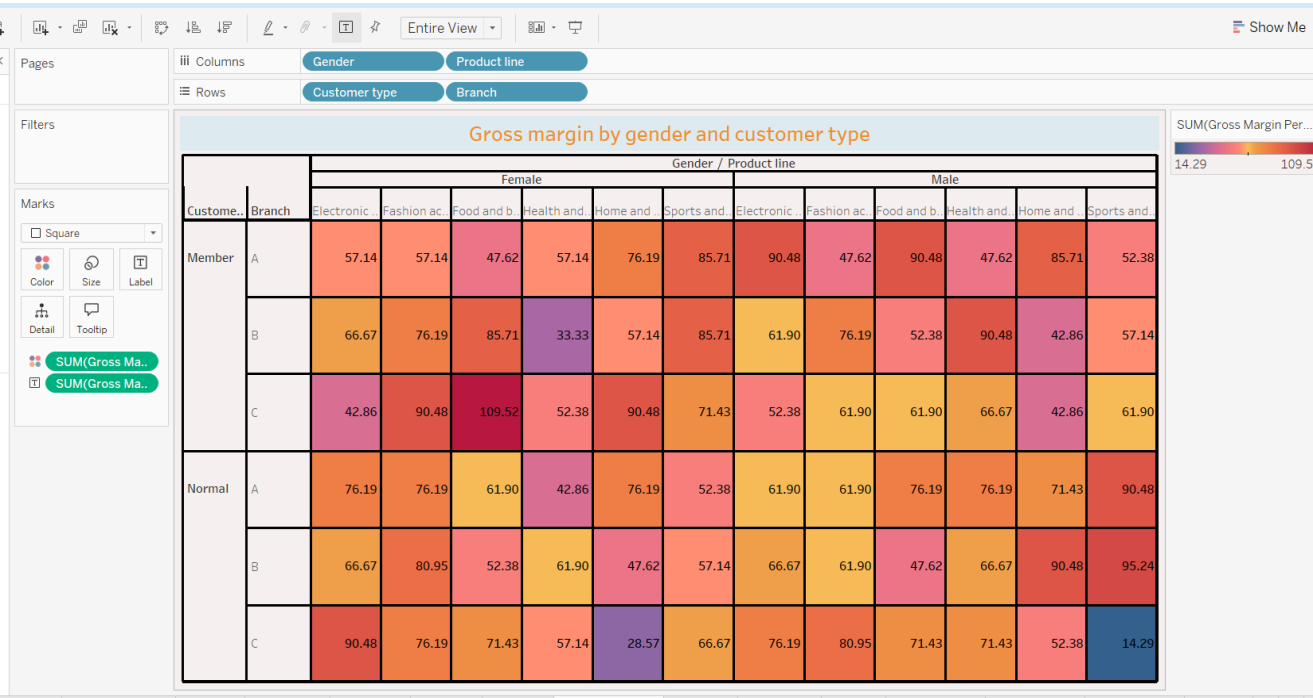 Entire View
Show Me
Pages
iii Columns
Gender
Product line
Rows
Customer type
Branch
Filters
Gross margin by gender and customer type
SUM(Gross Margin Per...
14.29
109.5
Gender / Product line
Female
Male
Custome..
Branch
Electronic ..
Fashion ac..
Food and b..
Health and..
Home and ..
Sports and..
Electronic ..
Fashion ac..
Food and b..
Health and..
Home and ..
Sports and..
Marks
Square
Color
Size
Label
Detail
Tooltip
SUM(Gross Ma..
SUM(Gross Ma..
Member
A
57.14 57.14 47.62 57.14 76.19 85.71 90.48 47.62 90.48 47.62 85.71 52.38
B
66.67 76.19 85.71 33.33 57.14 85.71 61.90 76.19 52.38 90.48 42.86 57.14
C
42.86 90.48 109.52 52.38 90.48 71.43 52.38 61.90 61.90 66.67 42.86 61.90
Normal
A
76.19 76.19 61.90 42.86 76.19 52.38 61.90 61.90 76.19 76.19 71.43 90.48
B
66.67 80.95 52.38 61.90 47.62 57.14 66.67 61.90 47.62 66.67 90.48 95.24
C
90.48 76.19 71.43 57.14 28.57 66.67 76.19 80.95 71.43 71.43 52.38 14.29